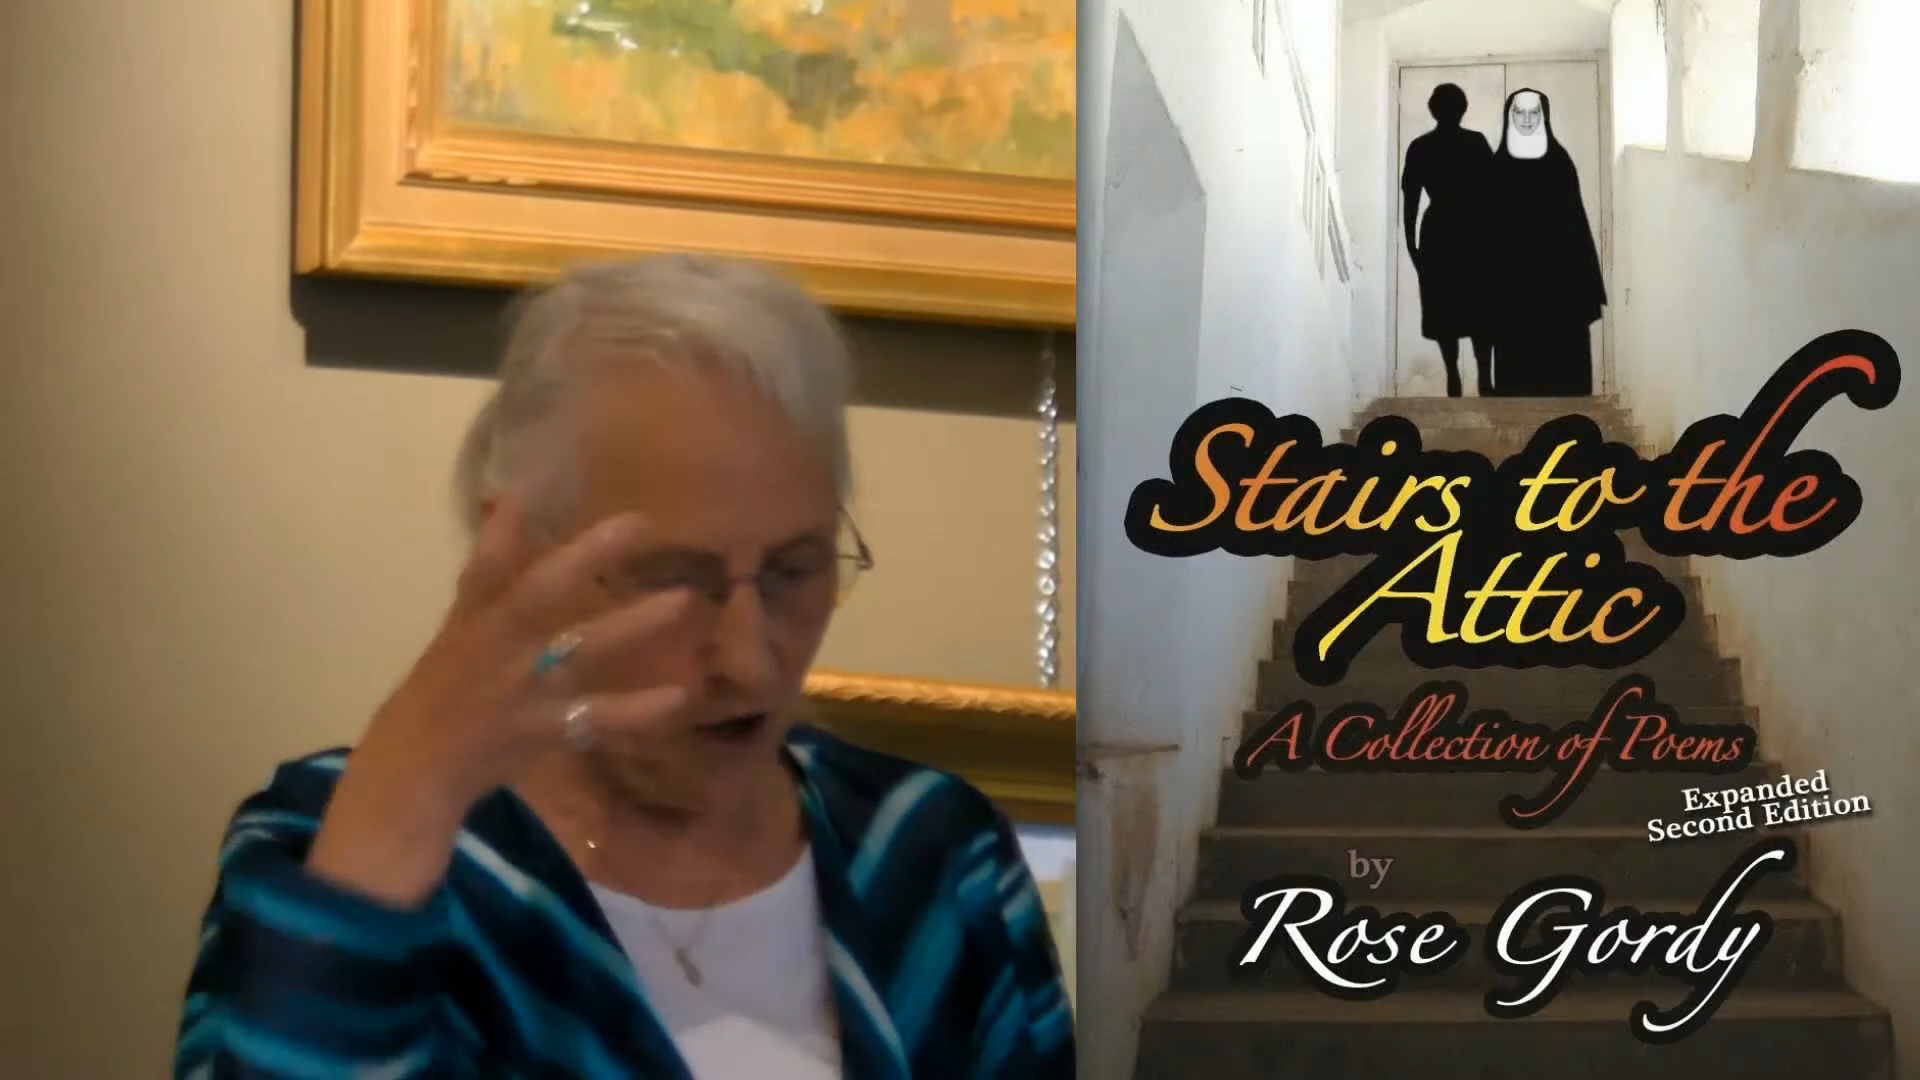 Stairs to the
Attic
A Collection of Poems
Expanded
Second Edition
by
Rose Gordy